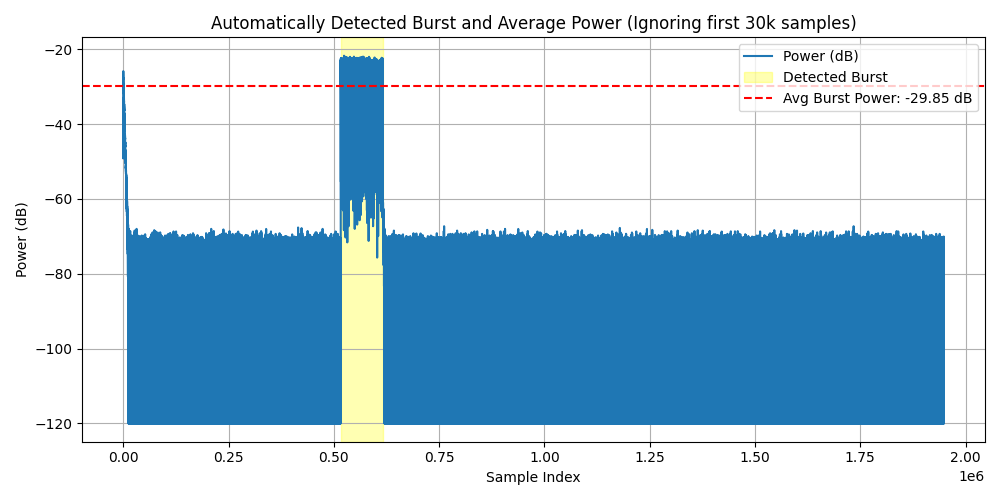 Automatically Detected Burst and Average Power (Ignoring first 30k samples)
Power (dB)
Detected Burst
Avg Burst Power: -29.85 dB
Power (dB)
−20
−40
−60
−80
−100
−120
0.00 0.25 0.50 0.75 1.00 1.25 1.50 1.75 2.00
1e6
Sample Index